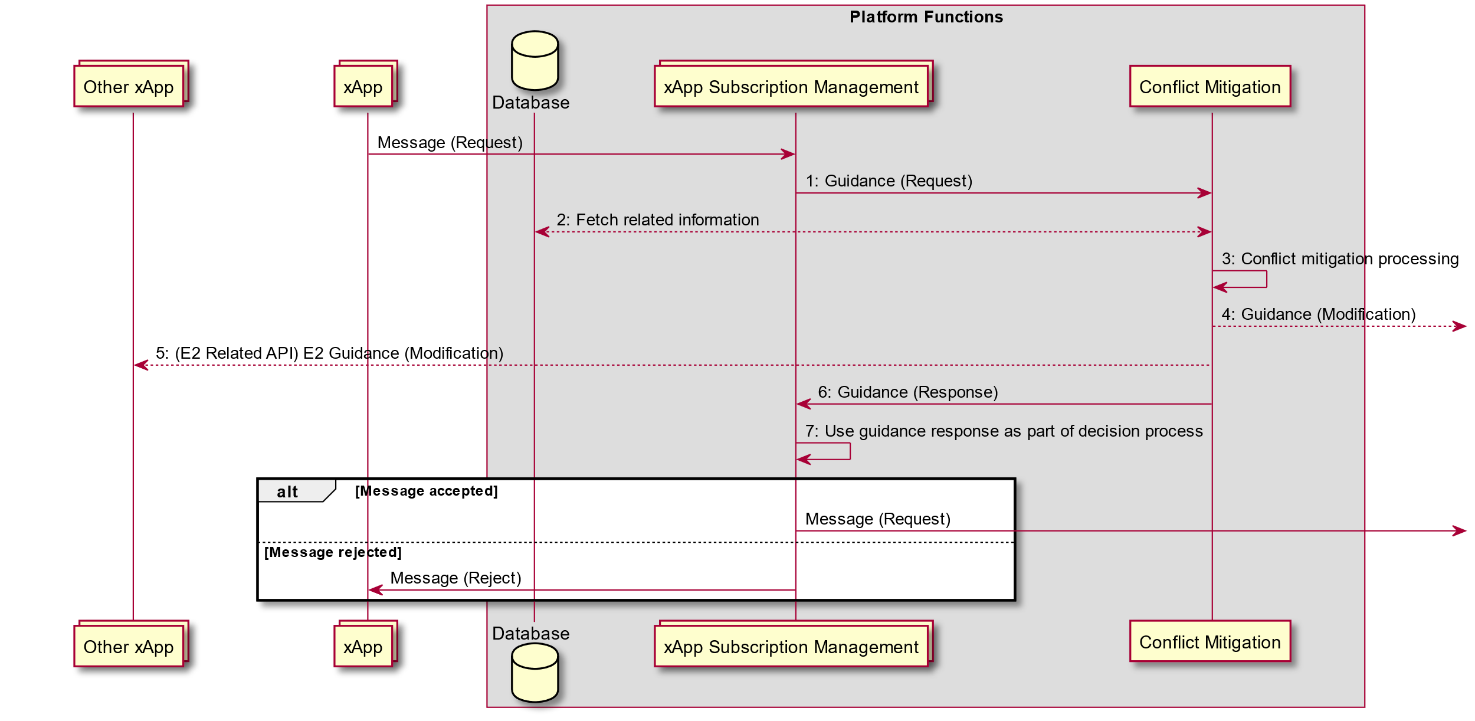 Platform Functions
Other xApp
xApp
Database
xApp Subscription Management
Conflict Mitigation
Message (Request)
1: Guidance (Request)
2: Fetch related information
3: Conflict mitigation processing
4: Guidance (Modification)
5: (E2 Related API) E2 Guidance (Modification)
6: Guidance (Response)
7: Use guidance response as part of decision process
alt
[Message accepted]
Message (Request)
[Message rejected]
Message (Reject)
Other xApp
xApp
Database
xApp Subscription Management
Conflict Mitigation